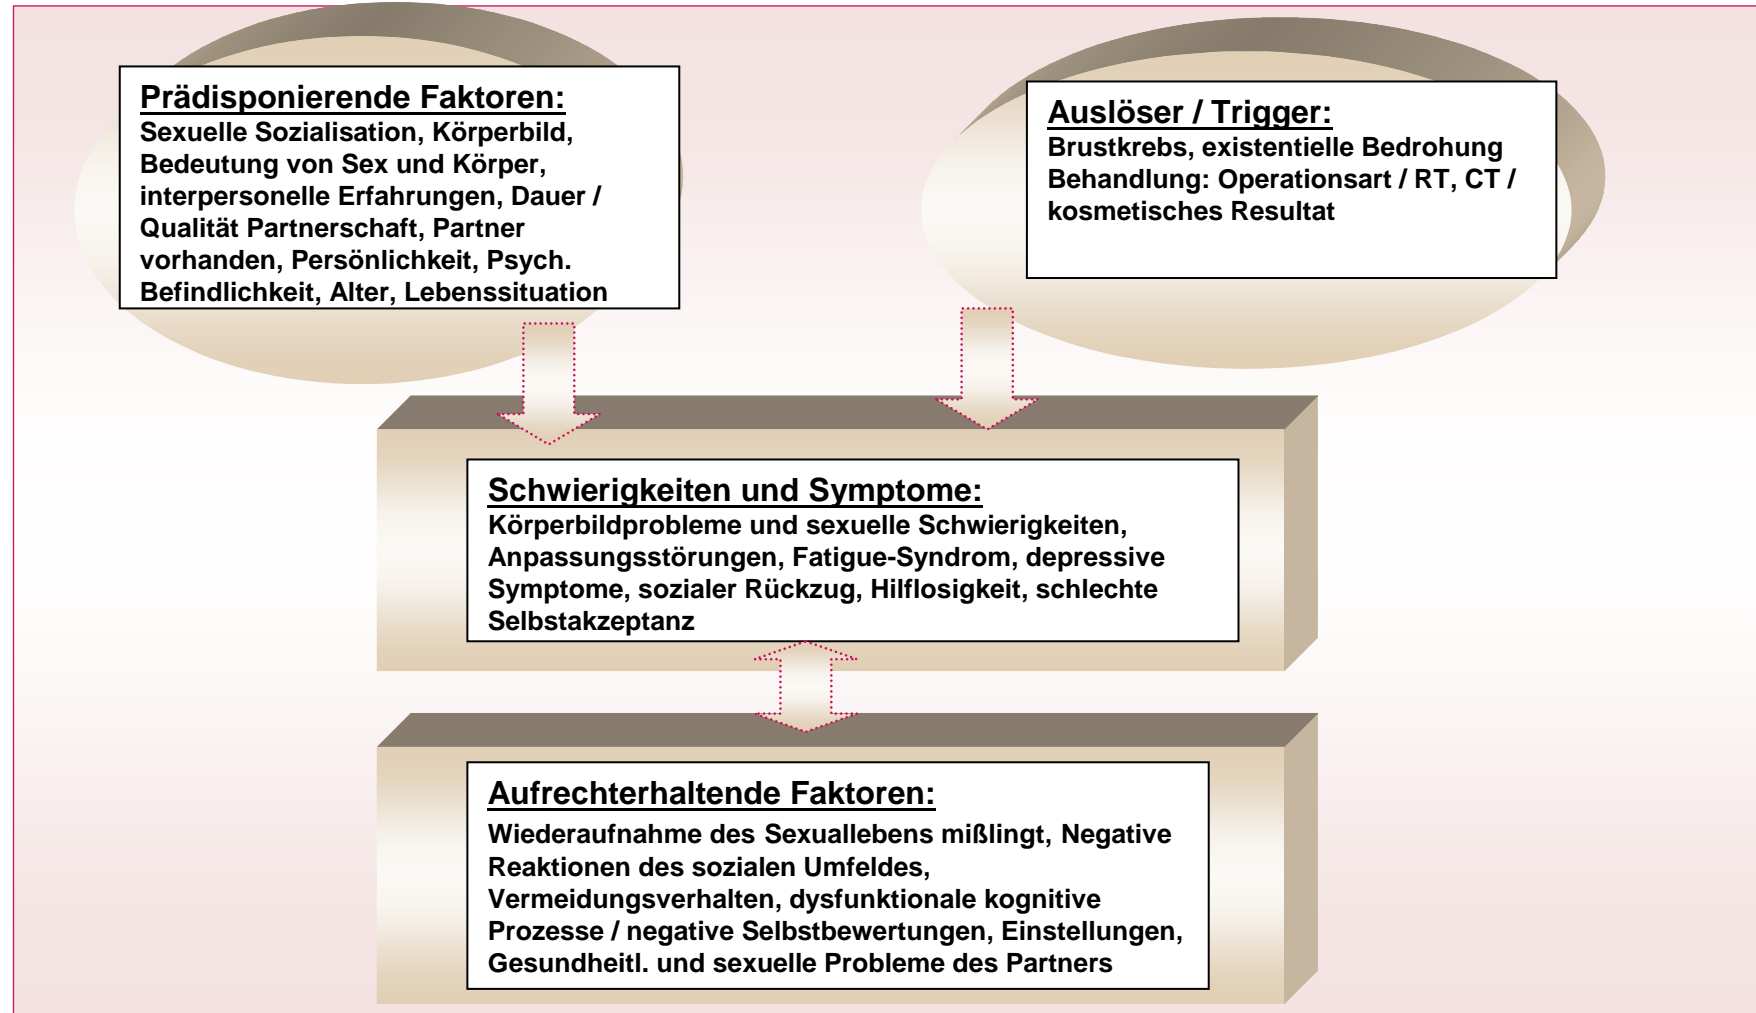 Prädisponierende Faktoren:
Sexuelle Sozialisation, Körperbild,
Bedeutung von Sex und Körper,
interpersonelle Erfahrungen, Dauer /
Qualität Partnerschaft, Partner
vorhanden, Persönlichkeit, Psych.
Befindlichkeit, Alter, Lebenssituation
Auslöser / Trigger:
Brustkrebs, existentielle Bedrohung
Behandlung: Operationsart / RT, CT /
kosmetisches Resultat
Schwierigkeiten und Symptome:
Körperbildprobleme und sexuelle Schwierigkeiten,
Anpassungsstörungen, Fatigue-Syndrom, depressive
Symptome, sozialer Rückzug, Hilflosigkeit, schlechte
Selbstakzeptanz
Aufrechterhaltende Faktoren:
Wiederaufnahme des Sexuallebens mißlingt, Negative
Reaktionen des sozialen Umfeldes,
Vermeidungsverhalten, dysfunktionale kognitive
Prozesse / negative Selbstbewertungen, Einstellungen,
Gesundheitl. und sexuelle Probleme des Partners